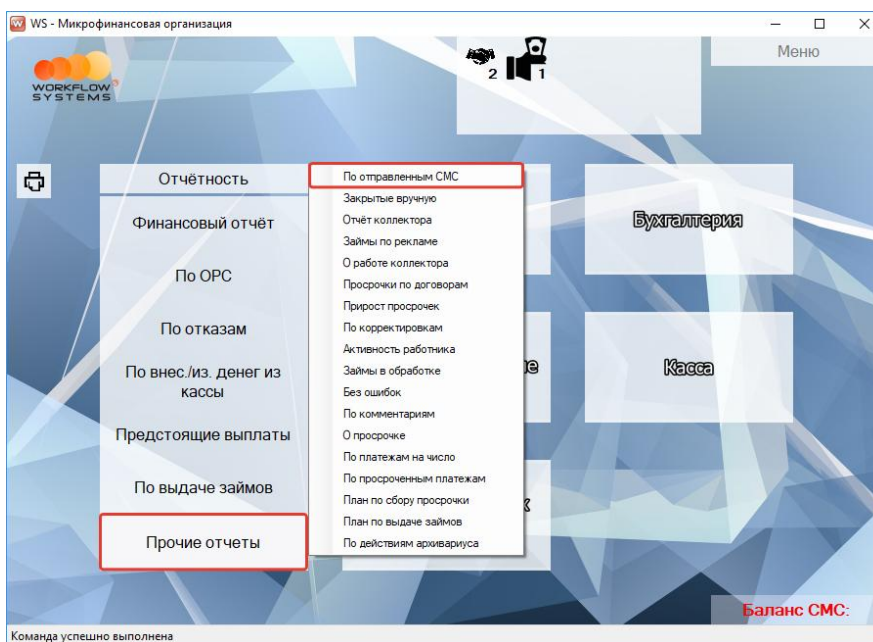 WS - Микрофинансовая организация
Меню
WORKFLOW
SYSTEMS
2
1
Отчётность
Финансовый отчёт
По ОРС
По отказам
По внес./из. денег из
кассы
Предстоящие выплаты
По выдаче займов
Прочие отчеты
По отправленным СМС
Закрытые вручную
Отчёт коллектора
Займы по рекламе
О работе коллектора
Просрочки по договорам
Прирост просрочек
По корректировкам
Активность работника
Займы в обработке
Без ошибок
По комментариям
О просрочке
По платежам на число
По просроченным платежам
План по сбору просрочки
План по выдаче займов
По действиям архивариуса
Бухгалтерия
Касса
Баланс СМС:
Команда успешно выполнена